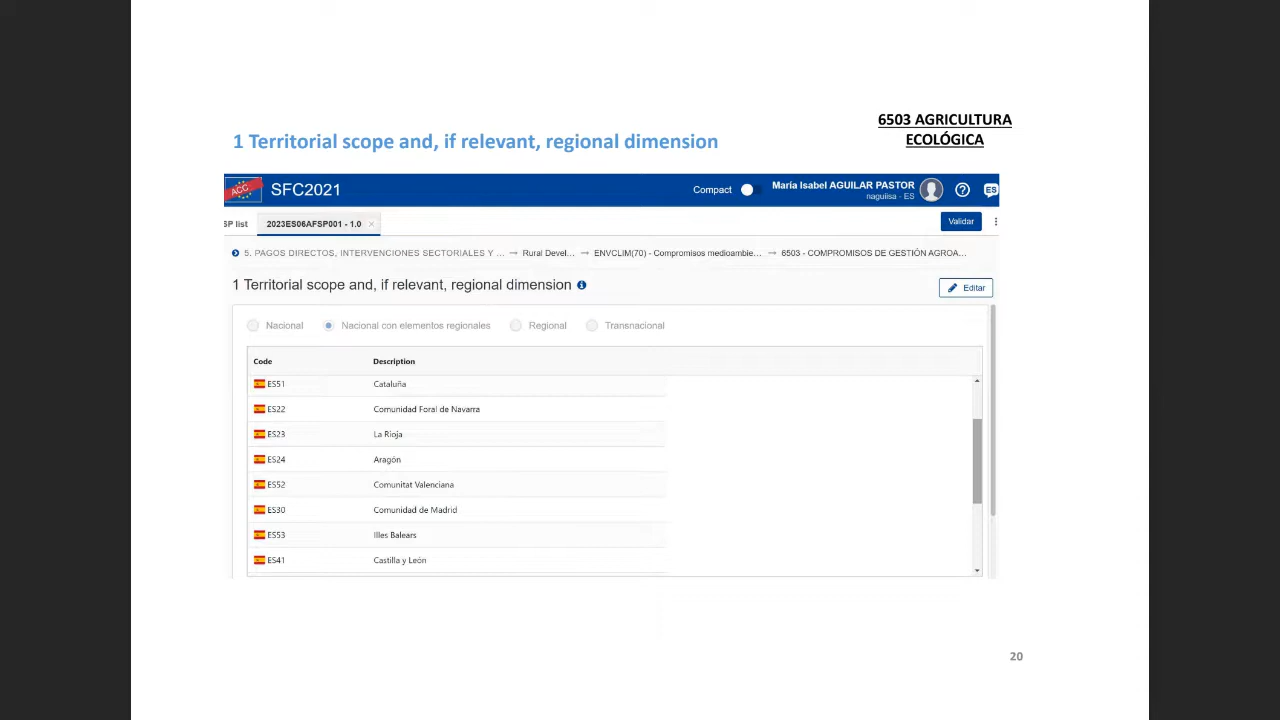 6503 AGRICULTURA
ECOLÓGICA
1 Territorial scope and, if relevant, regional dimension
ACC
SFC2021
Compact
María Isabel AGUILAR PASTOR
naguiisa - ES
ES
SP list
2023ES06AFSP001 - 1.0
Validar
5. PAGOS DIRECTOS, INTERVENCIONES SECTORIALES Y ... → Rural Devel... → ENVCLIM(70) - Compromisos medioambie... → 6503 - COMPROMISOS DE GESTIÓN AGROA...
1 Territorial scope and, if relevant, regional dimension
Editar
Nacional Nacional con elementos regionales Regional Transnacional
Code Description
ES51 Cataluña
ES22 Comunidad Foral de Navarra
ES23 La Rioja
ES24 Aragón
ES52 Comunitat Valenciana
ES30 Comunidad de Madrid
ES53 Illes Balears
ES41 Castilla y León
20